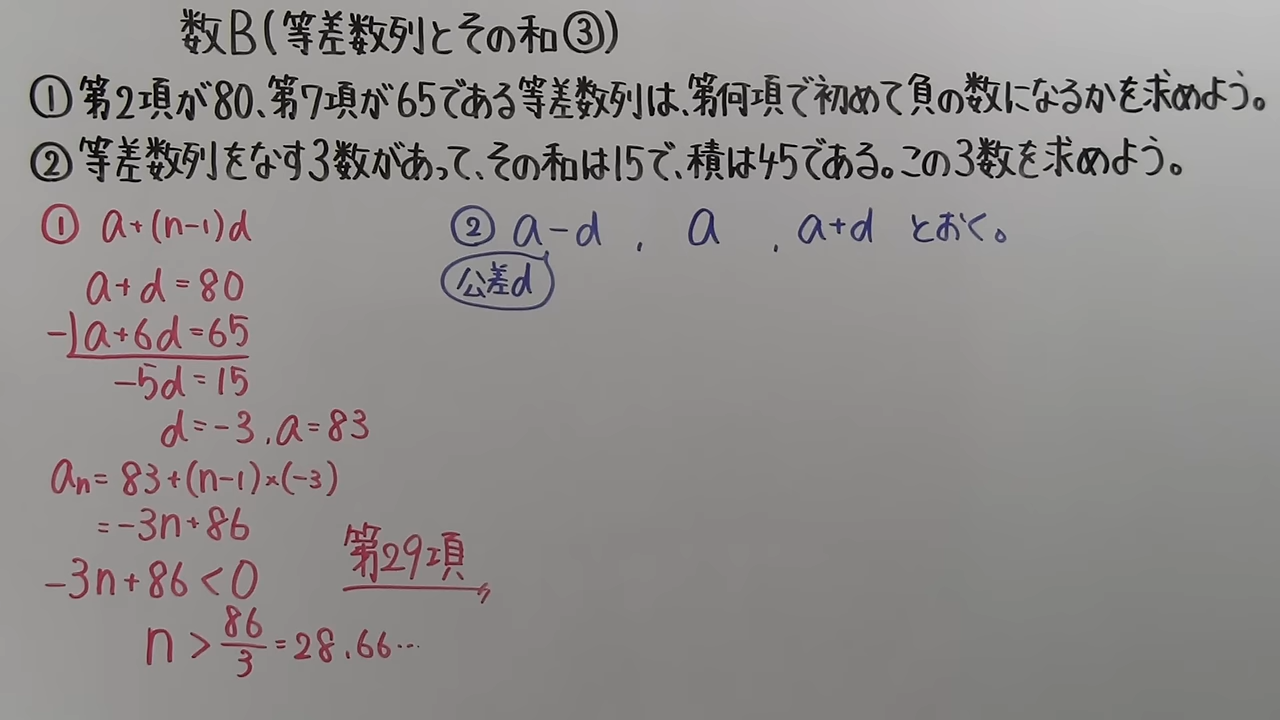 数B(等差数列とその和③)
①第2項が80、第7項が65である等差数列は、第何項で初めて負の数になるかを求めよう。
②等差数列をなす3数があって、その和は15で、積は45である。この3数を求めよう。
① a+(n-1)d
a+d=80
-)a+6d=65
-5d=15
d=-3, a=83
an=83+(n-1)×(-3)
=-3n+86
-3n+86<0
n>86/3=28.66…
第29項
② a-d, a, a+d とおく。
公差d